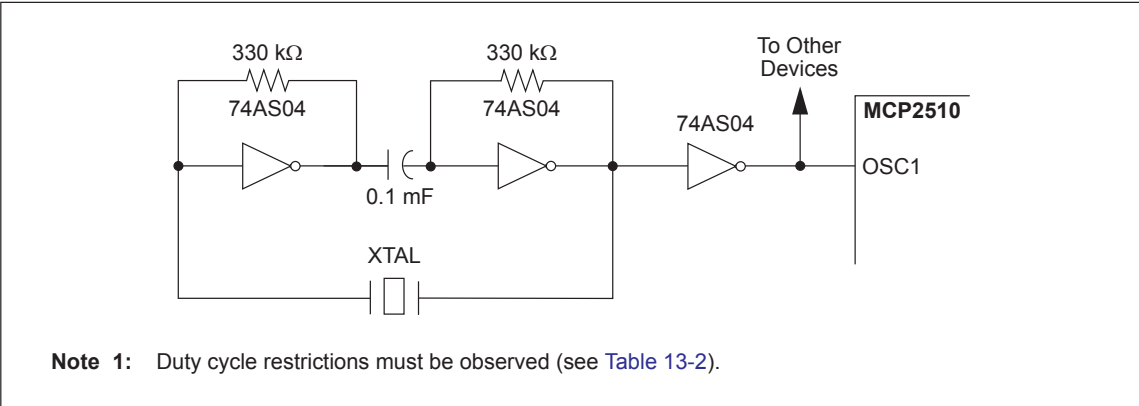 330 kΩ
74AS04
330 kΩ
74AS04
74AS04
To Other
Devices
MCP2510
OSC1
0.1 mF
XTAL
Note 1: Duty cycle restrictions must be observed (see Table 13-2).